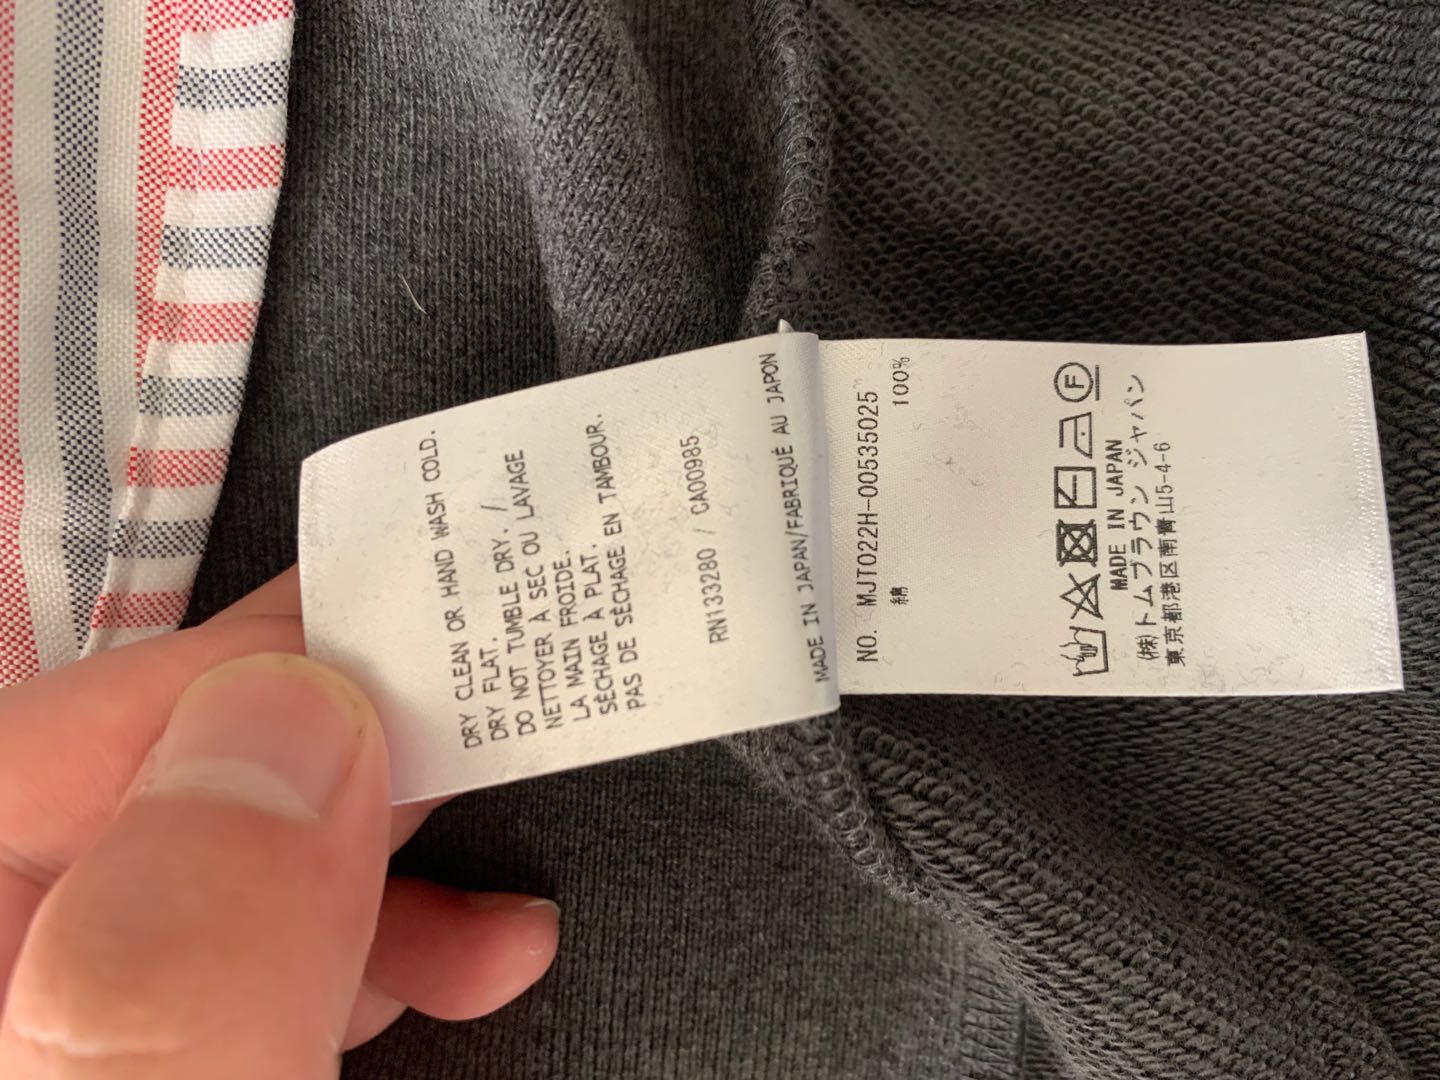 DRY CLEAN OR HAND WASH COLD.
DRY FLAT.
DO NOT TUMBLE DRY. /
NETTOYER À SEC OU LAVAGE
LA MAIN FROIDE.
SÈCHAGE À PLAT.
PAS DE SÈCHAGE EN TAMBOUR.
RN133280 / CA00985
MADE IN JAPAN/FABRIQUÉ AU JAPON
NO. MJT022H-00535025
綿 100%
F
MADE IN JAPAN
(株)トムブラウン ジャパン
東京都港区南青山5-4-6